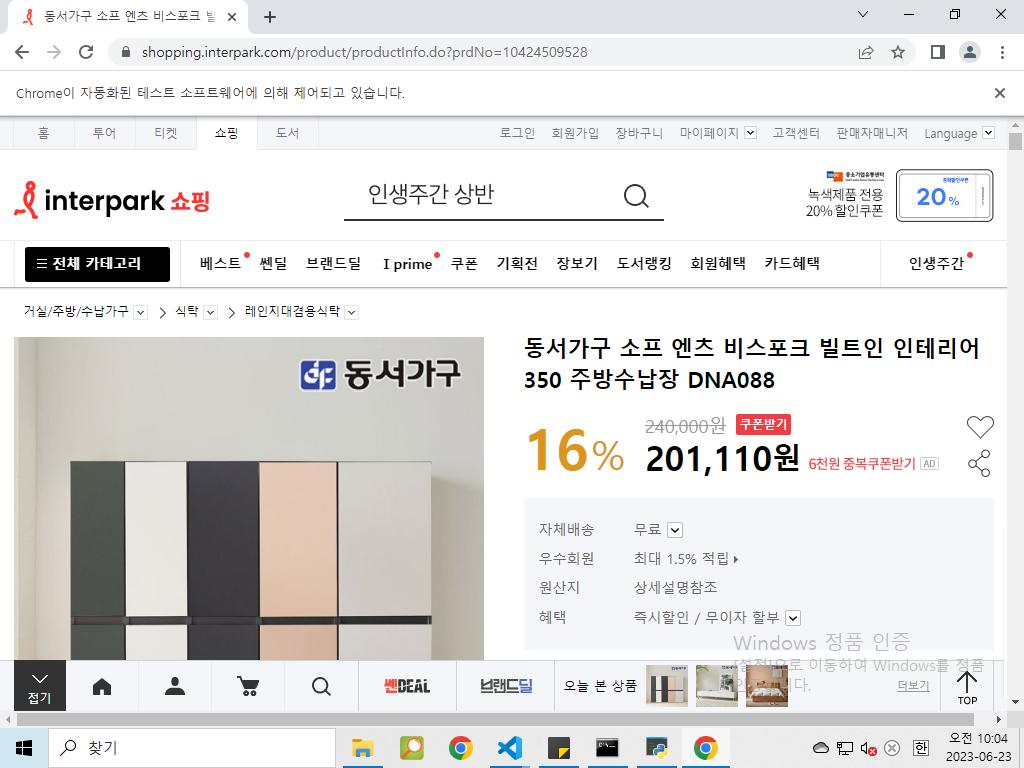 동서가구 소프 엔츠 비스포크 빌
shopping.interpark.com/product/productInfo.do?prdNo=10424509528
Chrome이 자동화된 테스트 소프트웨어에 의해 제어되고 있습니다.
홈 투어 티켓 쇼핑 도서 로그인 회원가입 장바구니 마이페이지 고객센터 판매자매니저 Language
중소기업유통센터 중복할인쿠폰
interpark 쇼핑 인생주간 상반 녹색제품 전용 20%
20% 할인쿠폰
전체 카테고리 베스트 쎈딜 브랜드딜 I prime 쿠폰 기획전 장보기 도서랭킹 회원혜택 카드혜택 인생주간
거실/주방/수납가구 식탁 레인지대겸용식탁
동서가구
동서가구 소프 엔츠 비스포크 빌트인 인테리어
350 주방수납장 DNA088
16% 240,000원 쿠폰받기
201,110원 6천원 중복쿠폰받기 AD
자체배송 무료
우수회원 최대 1.5% 적립
원산지 상세설명참조
혜택 즉시할인 / 무이자 할부
Windows 정품 인증
[설정]으로 이동하여 Windows를 정품
접기 쎈DEAL 브랜드딜 오늘 본 상품 더보기 TOP
찾기
한
오전 10:04
2023-06-23